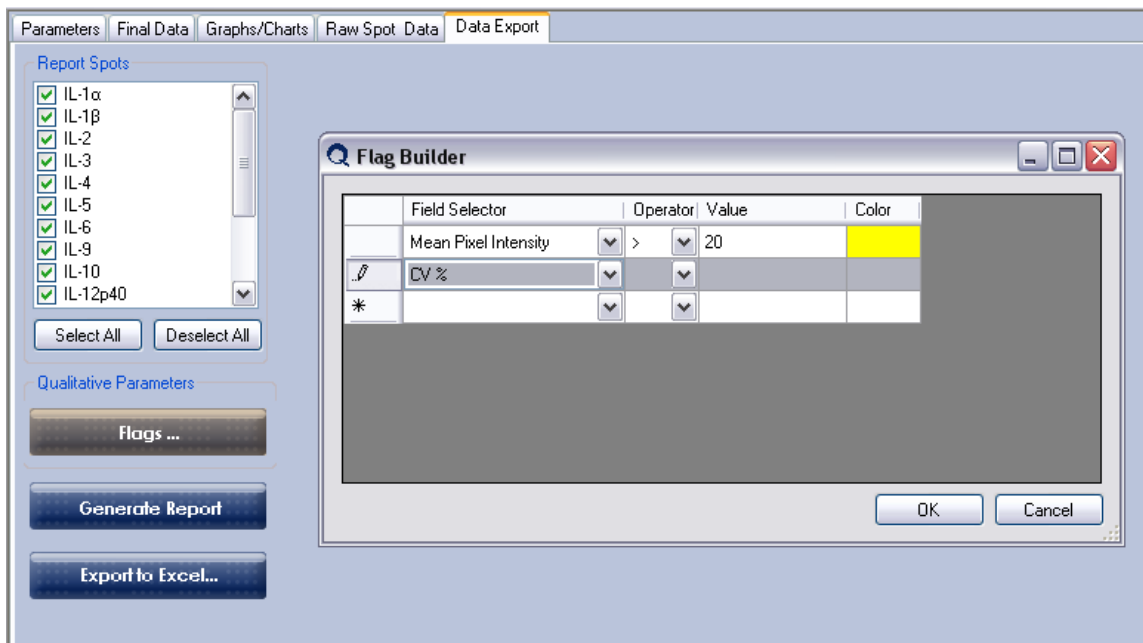 Parameters Final Data Graphs/Charts Raw Spot Data Data Export
Report Spots
IL-1α
IL-1β
IL-2
IL-3
IL-4
IL-5
IL-6
IL-9
IL-10
IL-12p40
Select All Deselect All
Qualitative Parameters
Flags ...
Generate Report
Export to Excel...
Flag Builder
Field Selector Operator Value Color
Mean Pixel Intensity > 20
CV %
OK Cancel